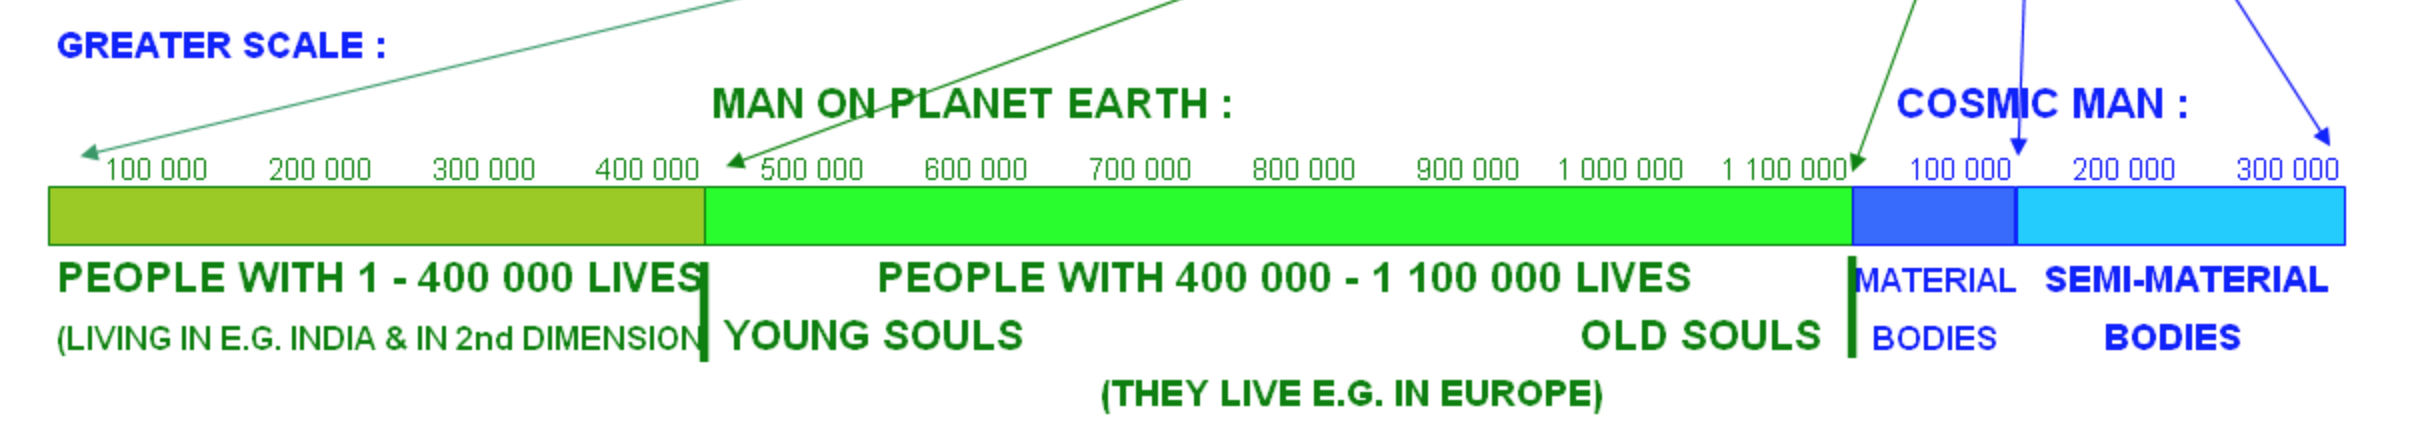 GREATER SCALE :
MAN ON PLANET EARTH :
COSMIC MAN :
100 000 200 000 300 000 400 000 500 000 600 000 700 000 800 000 900 000 1 000 000 1 100 000 100 000 200 000 300 000
PEOPLE WITH 1 - 400 000 LIVES
(LIVING IN E.G. INDIA & IN 2nd DIMENSION
PEOPLE WITH 400 000 - 1 100 000 LIVES
YOUNG SOULS
OLD SOULS
(THEY LIVE E.G. IN EUROPE)
MATERIAL
BODIES
SEMI-MATERIAL
BODIES